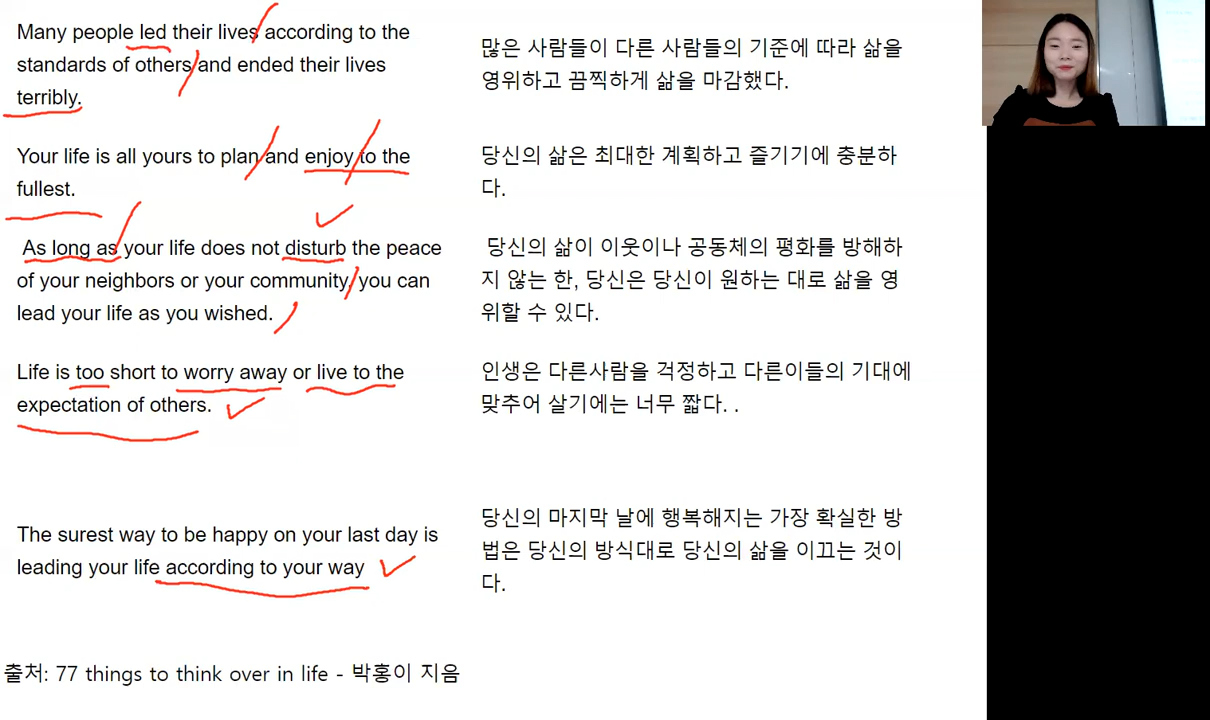 Many people led their lives according to the
standards of others and ended their lives
terribly.
많은 사람들이 다른 사람들의 기준에 따라 삶을
영위하고 끔찍하게 삶을 마감했다.
Your life is all yours to plan and enjoy to the
fullest.
당신의 삶은 최대한 계획하고 즐기기에 충분하
다.
As long as your life does not disturb the peace
of your neighbors or your community, you can
lead your life as you wished.
당신의 삶이 이웃이나 공동체의 평화를 방해하
지 않는 한, 당신은 당신이 원하는 대로 삶을 영
위할 수 있다.
Life is too short to worry away or live to the
expectation of others.
인생은 다른사람을 걱정하고 다른이들의 기대에
맞추어 살기에는 너무 짧다. .
The surest way to be happy on your last day is
leading your life according to your way
당신의 마지막 날에 행복해지는 가장 확실한 방
법은 당신의 방식대로 당신의 삶을 이끄는 것이
다.
출처: 77 things to think over in life - 박홍이 지음